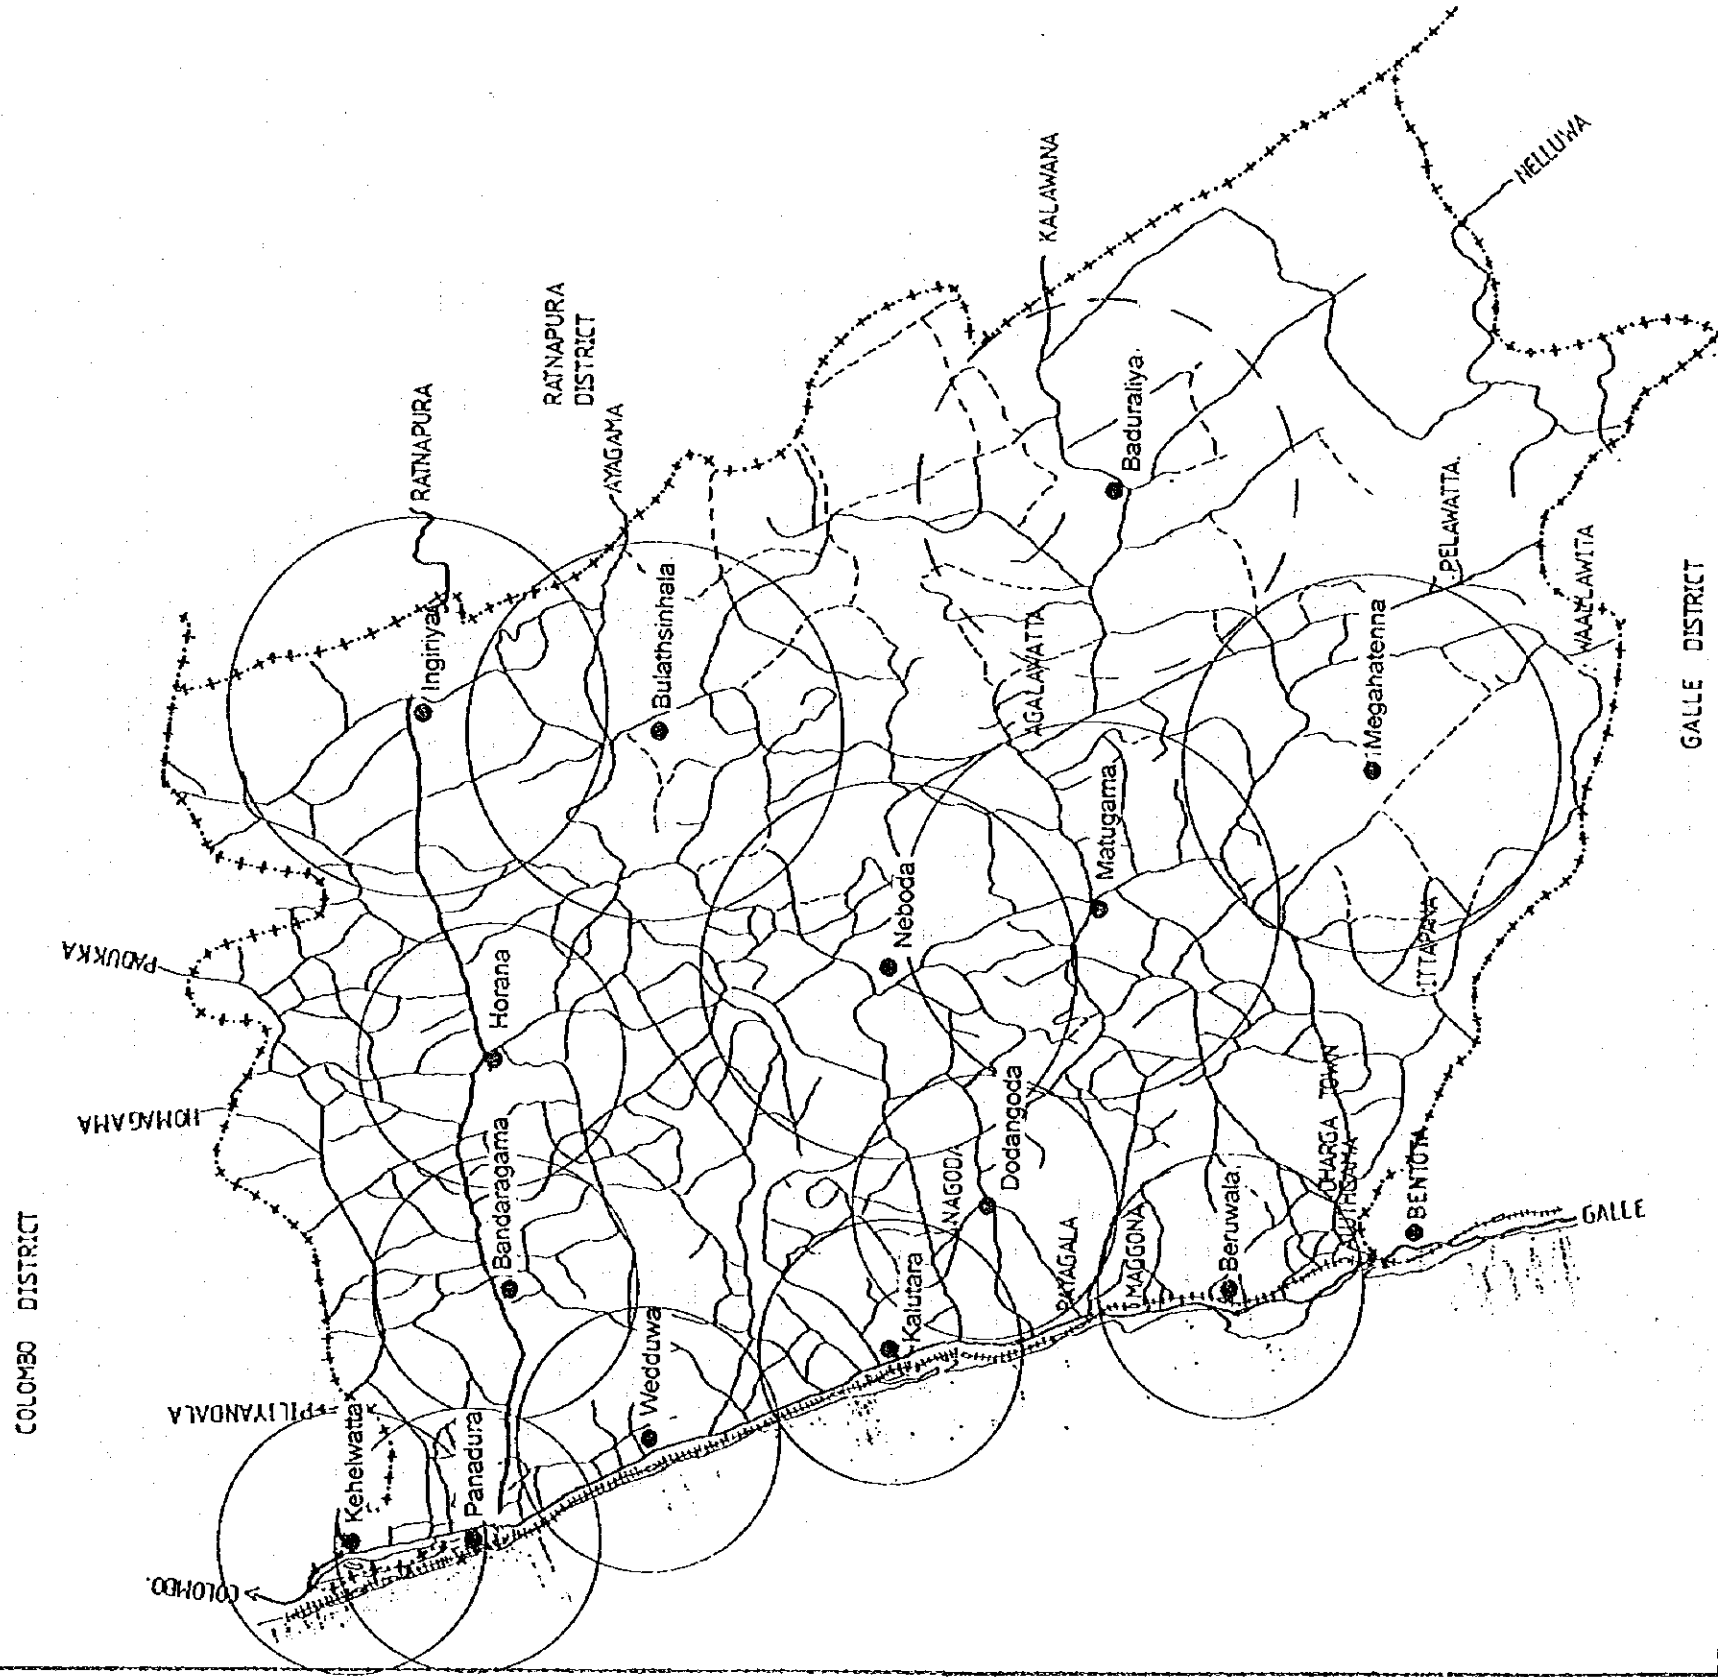 COLOMBO DISTRICT
COLOMBO.
PILIYANDALA
HOMAGAMA
PADUKKA
RATNAPURA
RATNAPURA
DISTRICT
AYAGAMA
KALAWANA
NELLUWA
Kehelwatta
Panadura
Bandaragama
Horana
Ingiriya
Wedduwa
Bulathsinhala
Kalutara
NAGODA
Dodangoda
Neboda
AGALAWATTA
Matugama
Baduraliya
PAYAGALA
MAGGONA
Beruwala
DHARGA TOWN
ALUTHGAMA
BENTOTA
GALLE
ITTAPANA
Megahatenna
PELAWATTA
GALLE DISTRICT